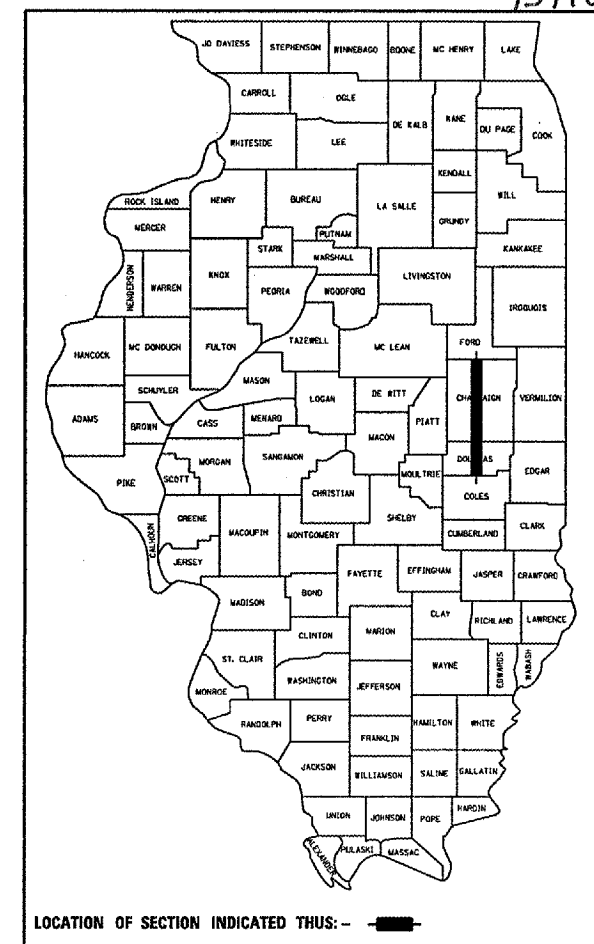 JO DAVIESS STEPHENSON WINNEBAGO BOONE MC HENRY LAKE
CARROLL OGLE DE KALB KANE DU PAGE COOK
WHITESIDE LEE
KENDALL WILL
ROCK ISLAND HENRY BUREAU LA SALLE GRUNDY
MERCER PUTNAM
STARK MARSHALL KANKAKEE
HENDERSON WARREN KNOX PEORIA WOODFORD LIVINGSTON IROQUOIS
FORD
HANCOCK MC DONOUGH FULTON TAZEWELL MC LEAN
MASON
SCHUYLER LOGAN DE WITT CHA AIGN VERMILION
ADAMS BROWN CASS MENARD PIATT
MACON
PIKE SCOTT MORGAN SANGAMON MOULTRIE DOU AS EDGAR
CHRISTIAN COLES
CALHOUN GREENE MACOUPIN MONTGOMERY SHELBY CUMBERLAND CLARK
JERSEY
FAYETTE EFFINGHAM JASPER CRAWFORD
MADISON BOND
CLAY RICHLAND LAWRENCE
CLINTON MARION
ST. CLAIR WAYNE EDWARDS WABASH
WASHINGTON JEFFERSON
MONROE
RANDOLPH PERRY HAMILTON WHITE
FRANKLIN
JACKSON WILLIAMSON SALINE GALLATIN
UNION JOHNSON POPE HARDIN
ALEXANDER PULASKI MASSAC
LOCATION OF SECTION INDICATED THUS: -